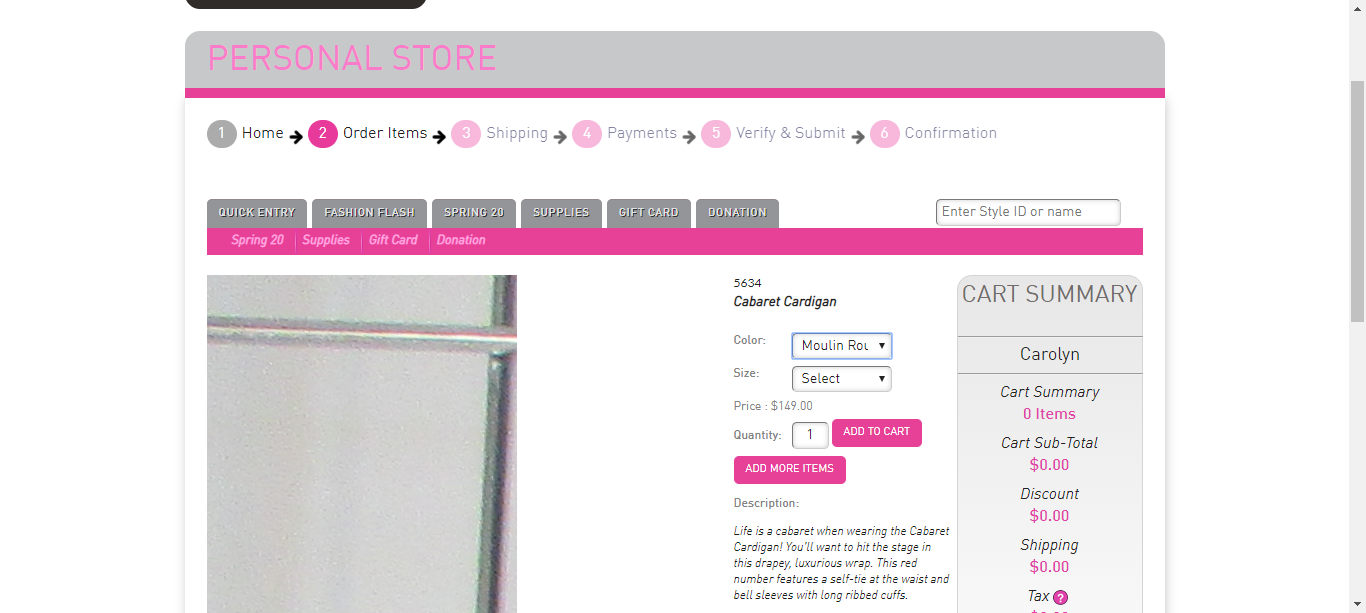 PERSONAL STORE
1 Home 2 Order Items 3 Shipping 4 Payments 5 Verify & Submit 6 Confirmation
QUICK ENTRY FASHION FLASH SPRING 20 SUPPLIES GIFT CARD DONATION
Enter Style ID or name
Spring 20 Supplies Gift Card Donation
5634
Cabaret Cardigan
Color: Moulin Rou
Size: Select
Price : $149.00
Quantity: 1 ADD TO CART
ADD MORE ITEMS
Description:
Life is a cabaret when wearing the Cabaret
Cardigan! You'll want to hit the stage in
this drapey, luxurious wrap. This red
number features a self-tie at the waist and
bell sleeves with long ribbed cuffs.
CART SUMMARY
Carolyn
Cart Summary
0 Items
Cart Sub-Total
$0.00
Discount
$0.00
Shipping
$0.00
Tax ?